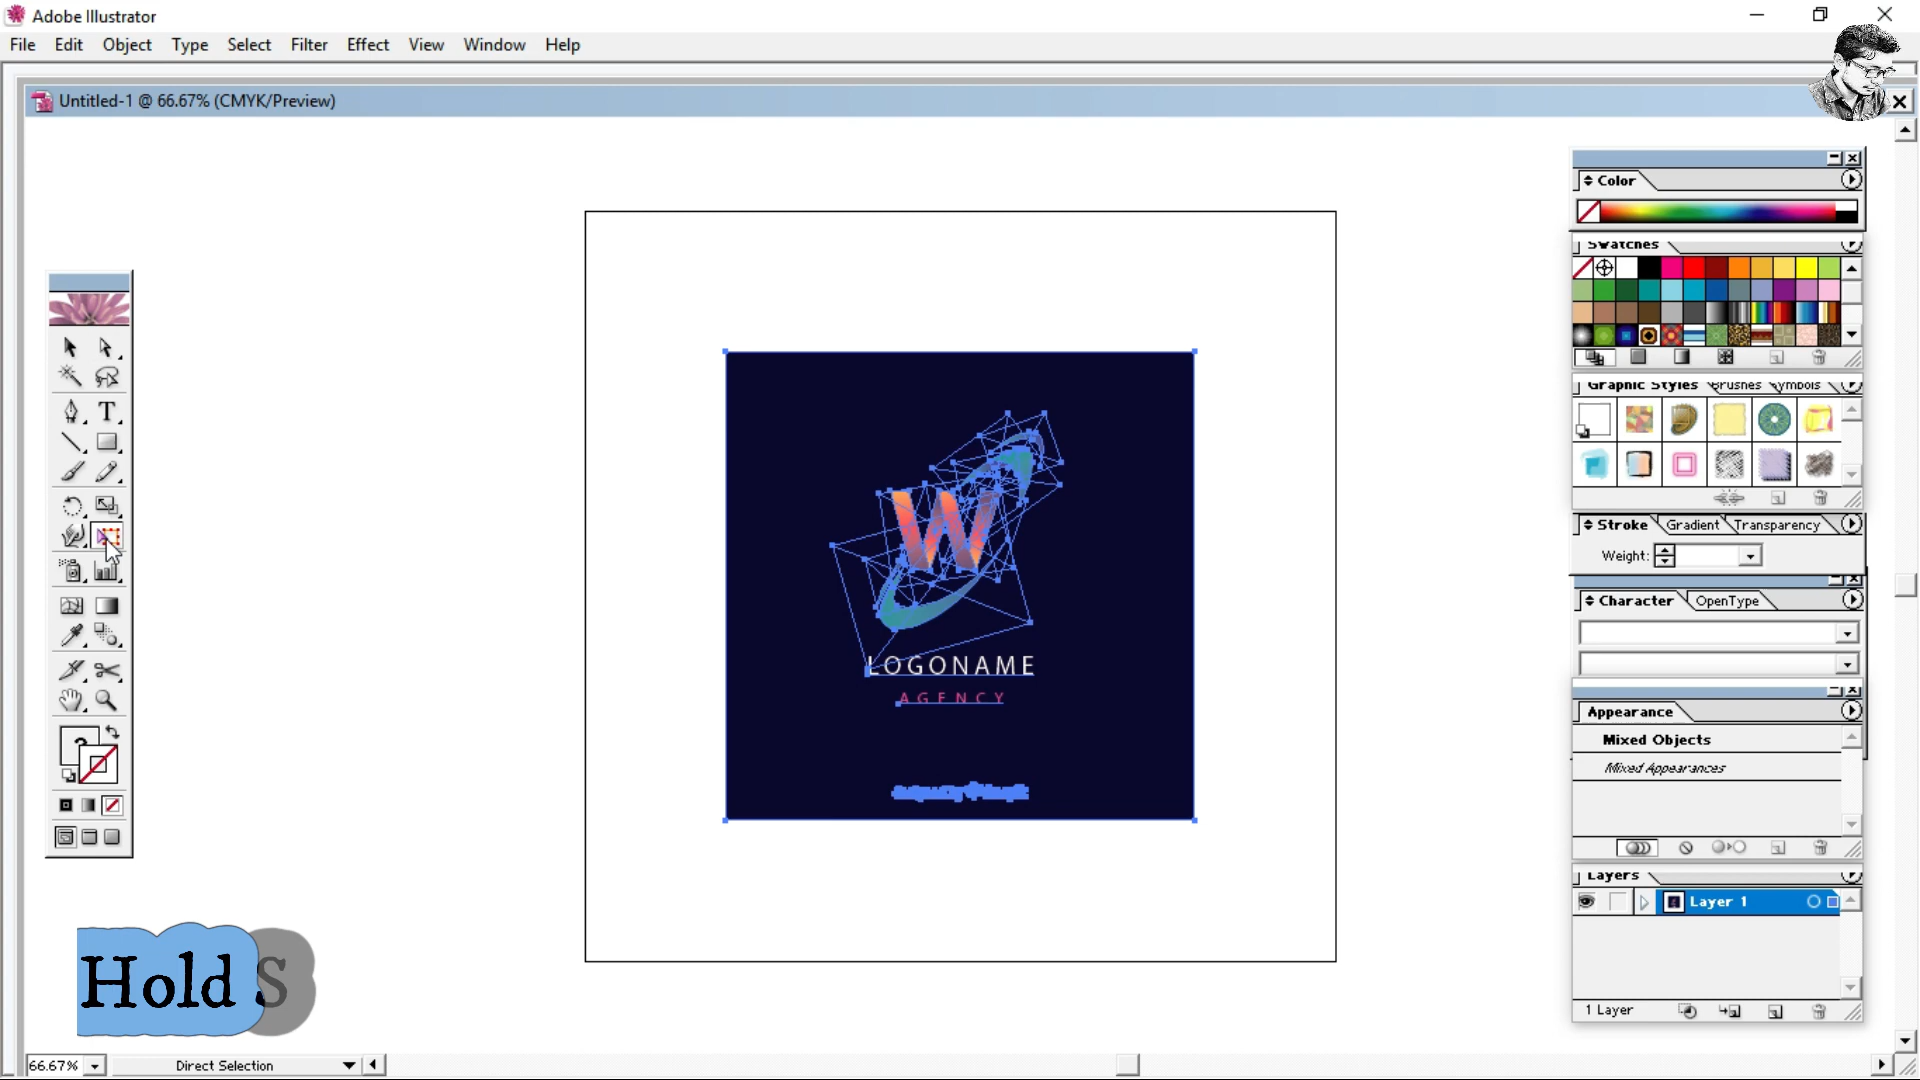 Adobe Illustrator
File Edit Object Type Select Filter Effect View Window Help
Untitled-1 @ 66.67% (CMYK/Preview)
Color
Swatches
Graphic Styles Brushes Symbols
Stroke Gradient Transparency
Weight:
Character OpenType
Appearance
Mixed Objects
Mixed Appearances
Layers
Layer 1
1 Layer
T
W
LOGONAME
AGENCY
?
Hold S
66.67% Direct Selection